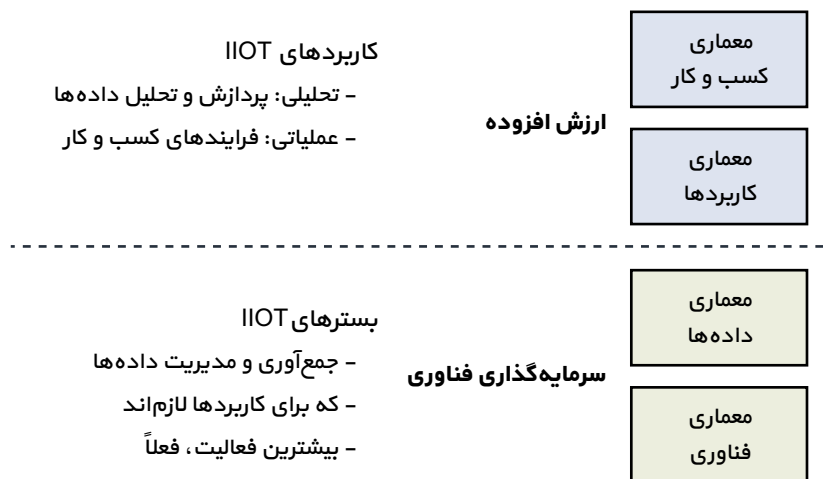 معماری
کسب و کار
معماری
کاربردها
ارزش افزوده
کاربردهای IIOT
- تحلیلی: پردازش و تحلیل داده‌ها
- عملیاتی: فرایندهای کسب و کار
معماری
داده‌ها
معماری
فناوری
سرمایه‌گذاری فناوری
بسترهای IIOT
- جمع‌آوری و مدیریت داده‌ها
- که برای کاربردها لازم‌اند
- بیشترین فعالیت، فعلاً